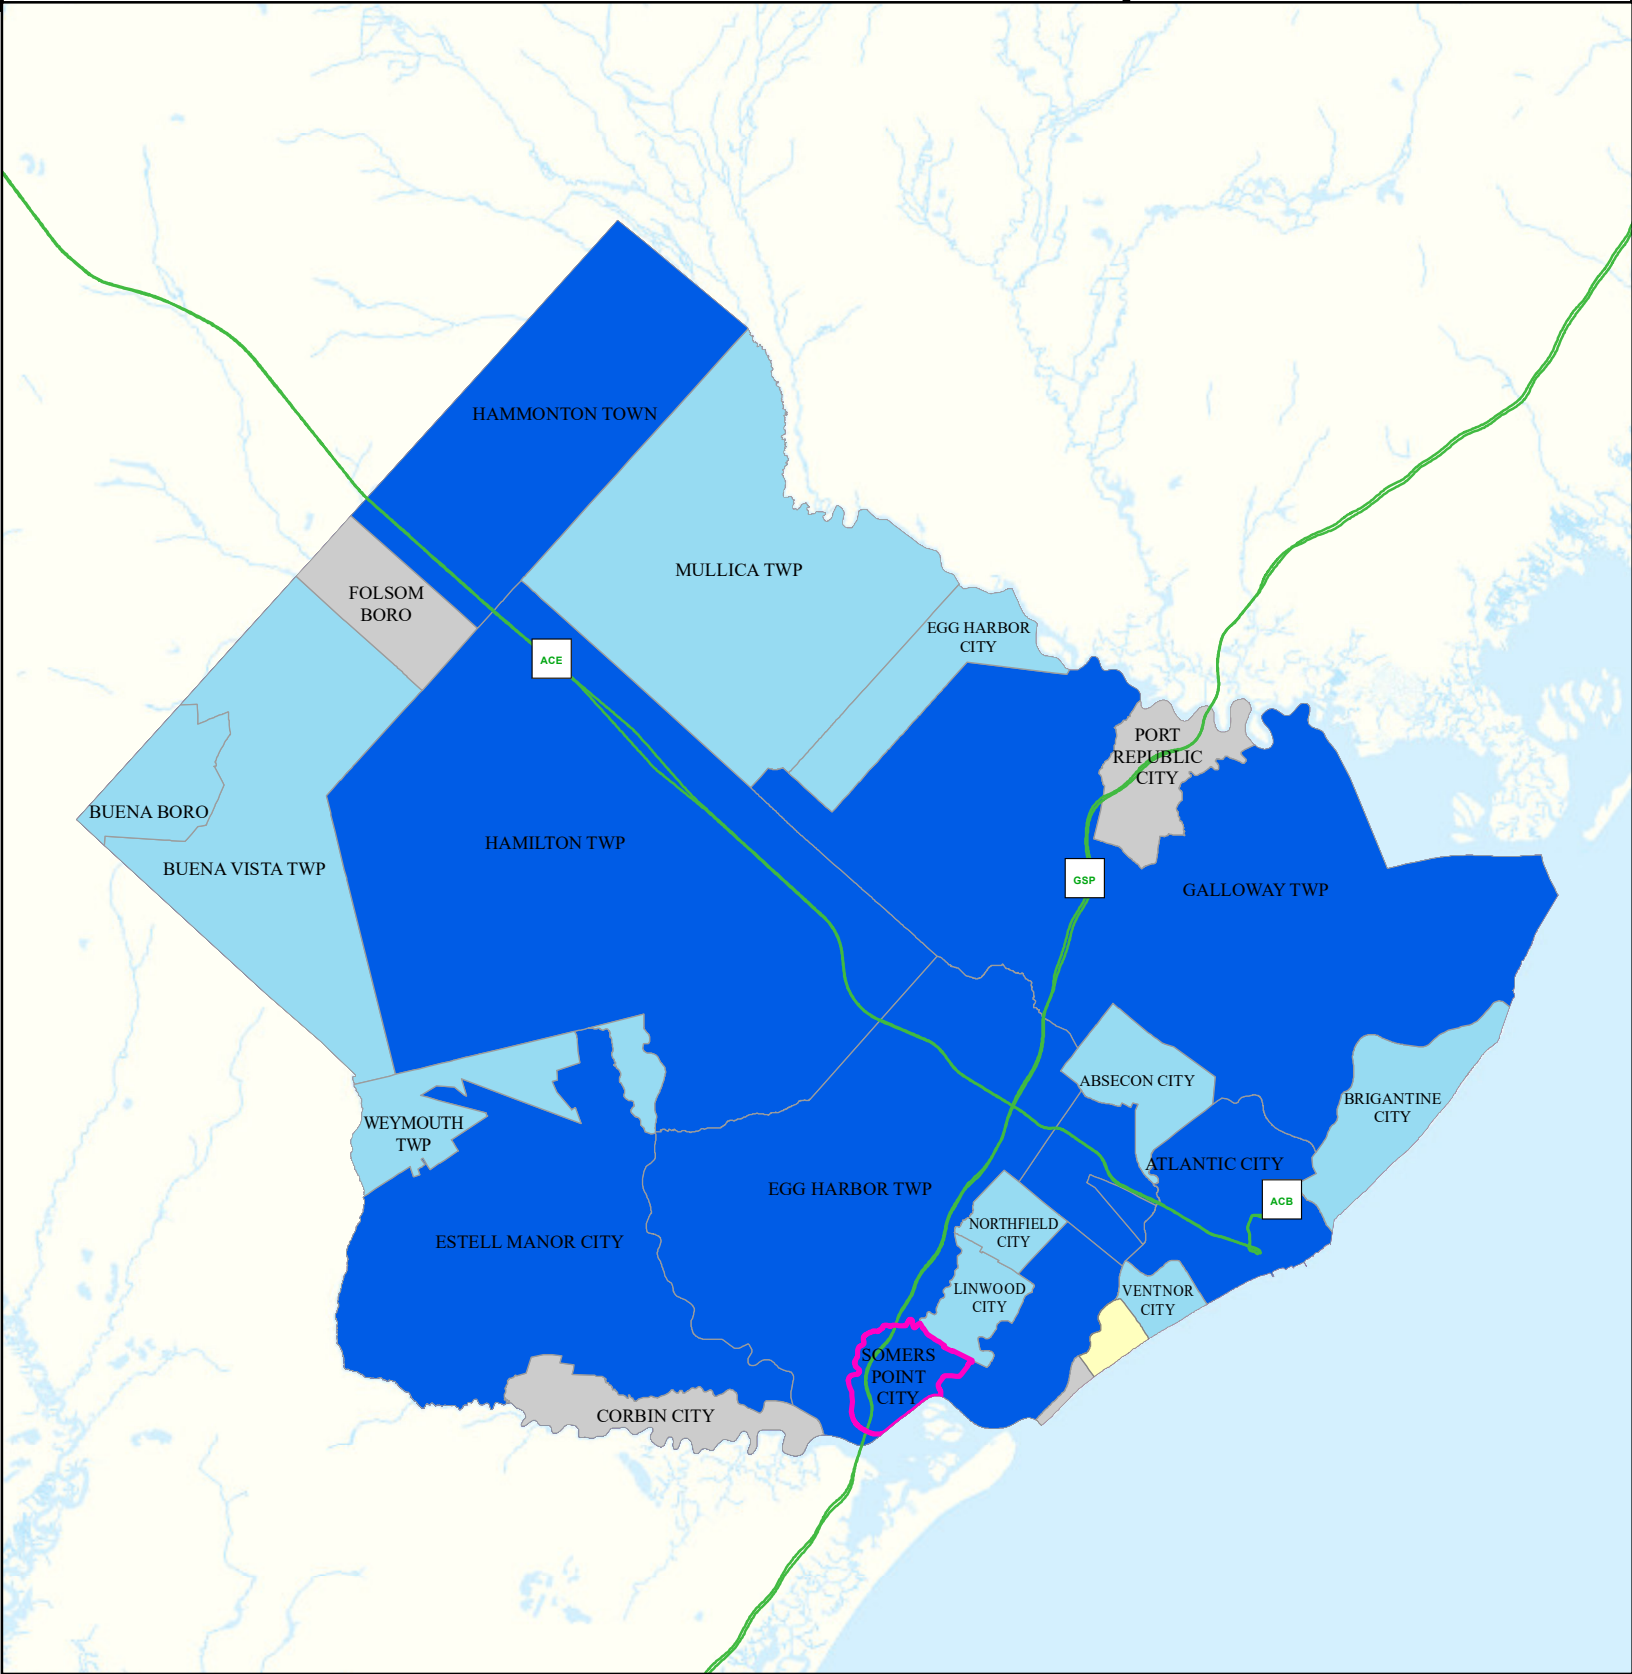 HAMMONTON TOWN
MULLICA TWP
FOLSOM
BORO
EGG HARBOR
CITY
ACE
PORT
REPUBLIC
CITY
BUENA BORO
HAMILTON TWP
BUENA VISTA TWP
GSP
GALLOWAY TWP
ABSECON CITY
BRIGANTINE
CITY
WEYMOUTH
TWP
ATLANTIC CITY
EGG HARBOR TWP
ACB
NORTHFIELD
CITY
ESTELL MANOR CITY
LINWOOD
CITY
VENTNOR
CITY
SOMERS
POINT
CITY
CORBIN CITY